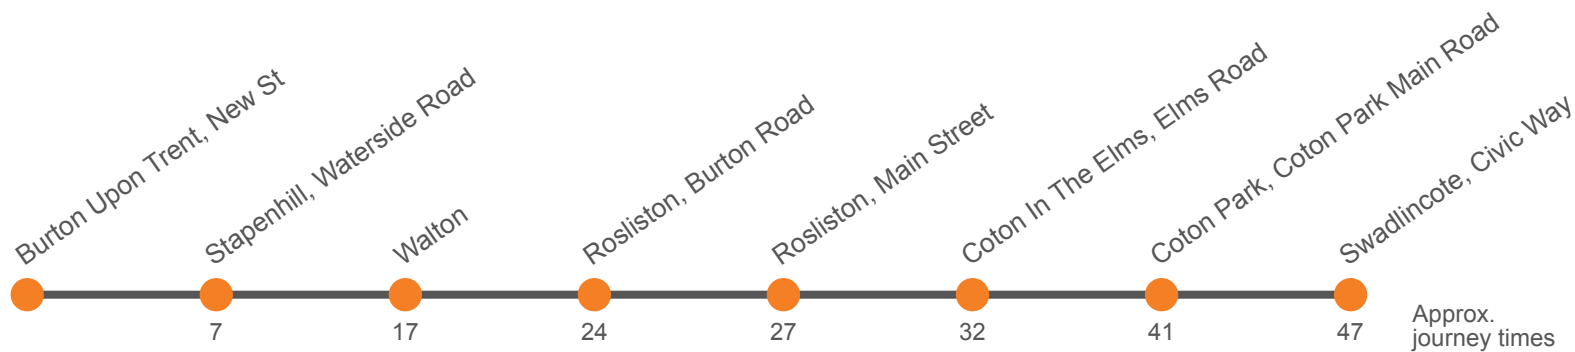 Burton Upon Trent, New St
Stapenhill, Waterside Road
Walton
Rosliston, Burton Road
Rosliston, Main Street
Coton In The Elms, Elms Road
Coton Park, Coton Park Main Road
Swadlincote, Civic Way
7
17
24
27
32
41
47
Approx.
journey times